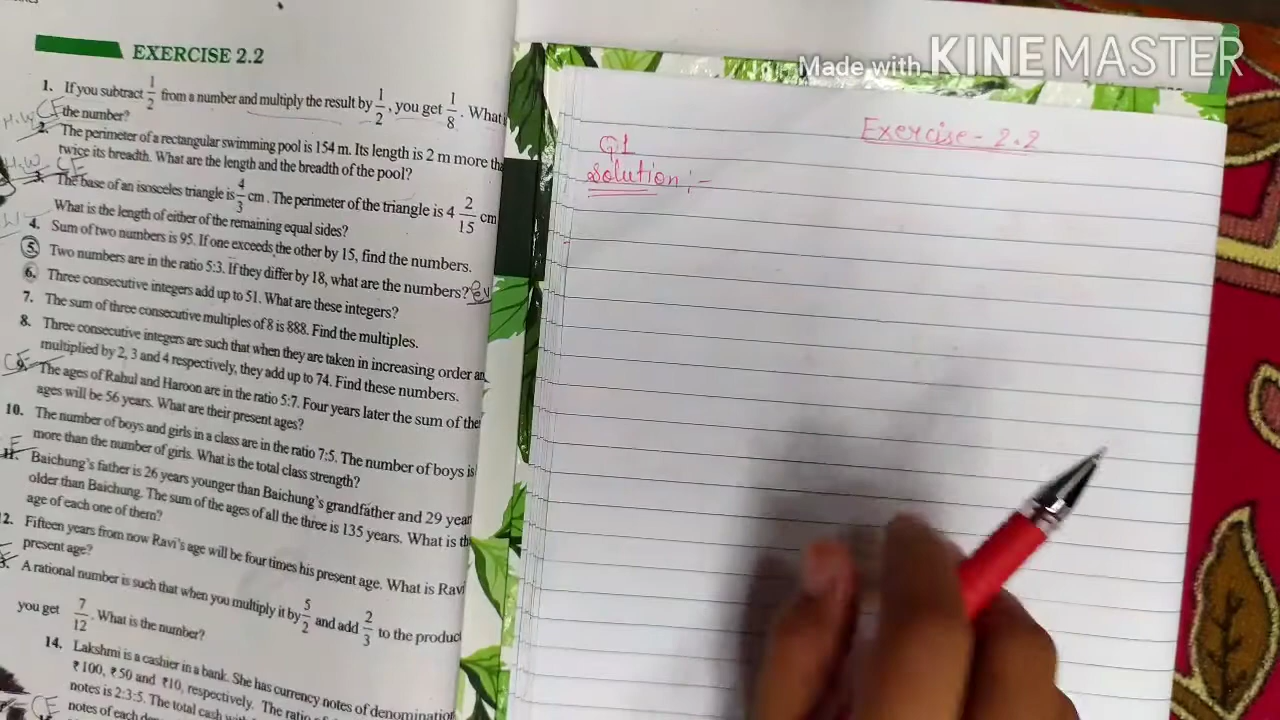 Made with KINEMASTER
EXERCISE 2.2
1. If you subtract 1/2 from a number and multiply the result by 1/2, you get 1/8. What
the number?
2. The perimeter of a rectangular swimming pool is 154 m. Its length is 2 m more tha
twice its breadth. What are the length and the breadth of the pool?
3. The base of an isosceles triangle is 4/3 cm. The perimeter of the triangle is 4 2/15 cm
What is the length of either of the remaining equal sides?
4. Sum of two numbers is 95. If one exceeds the other by 15, find the numbers.
5. Two numbers are in the ratio 5:3. If they differ by 18, what are the numbers?
6. Three consecutive integers add up to 51. What are these integers?
7. The sum of three consecutive multiples of 8 is 888. Find the multiples.
8. Three consecutive integers are such that when they are taken in increasing order an
multiplied by 2, 3 and 4 respectively, they add up to 74. Find these numbers.
9. The ages of Rahul and Haroon are in the ratio 5:7. Four years later the sum of the
ages will be 56 years. What are their present ages?
10. The number of boys and girls in a class are in the ratio 7:5. The number of boys is
more than the number of girls. What is the total class strength?
11. Baichung's father is 26 years younger than Baichung's grandfather and 29 year
older than Baichung. The sum of the ages of all the three is 135 years. What is th
age of each one of them?
12. Fifteen years from now Ravi's age will be four times his present age. What is Ravi
present age?
3. A rational number is such that when you multiply it by 5/2 and add 2/3 to the produc
you get 7/12. What is the number?
14. Lakshmi is a cashier in a bank. She has currency notes of denomination
₹100, ₹50 and ₹10, respectively. The ratio of
notes is 2:3:5. The total cash with
notes of each
Exercise - 2.2
Q1
Solution :-